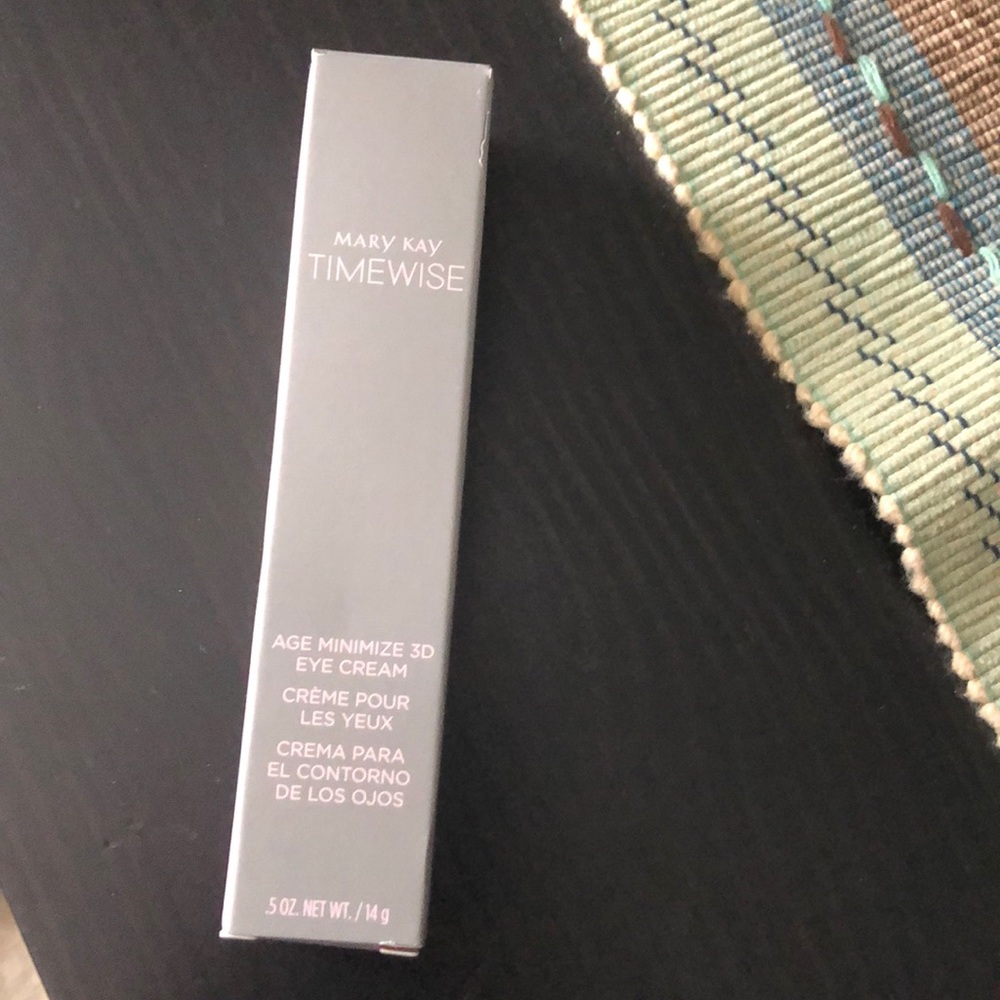 MARY KAY
TIMEWISE
AGE MINIMIZE 3D
EYE CREAM
CRÈME POUR
LES YEUX
CREMA PARA
EL CONTORNO
DE LOS OJOS
.5 OZ. NET WT. / 14 g